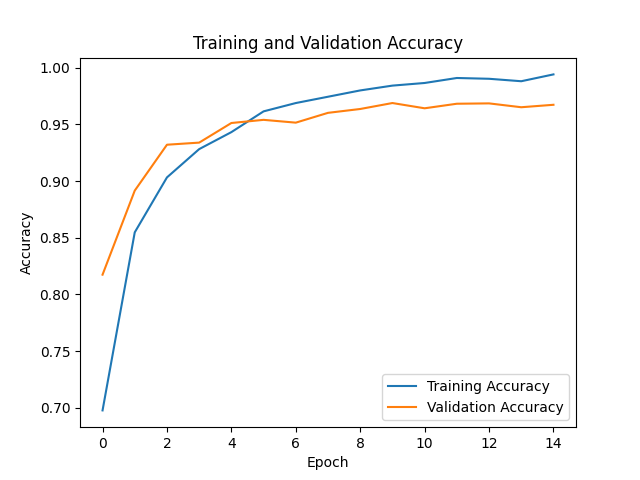 Training and Validation Accuracy
1.00
0.95
0.90
0.85
0.80
0.75
0.70
Accuracy
0 2 4 6 8 10 12 14
Epoch
Training Accuracy
Validation Accuracy